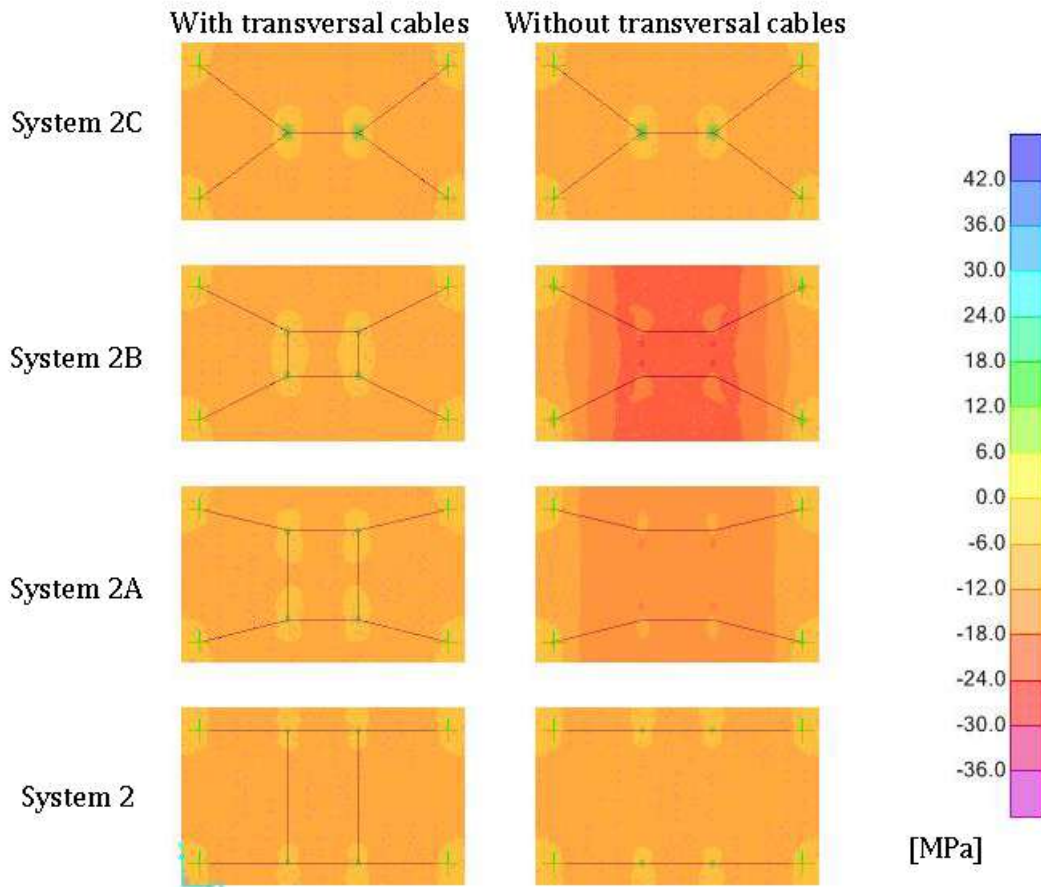 With transversal cables
Without transversal cables
System 2C
System 2B
System 2A
System 2
42.0
36.0
30.0
24.0
18.0
12.0
6.0
0.0
-6.0
-12.0
-18.0
-24.0
-30.0
-36.0
[MPa]